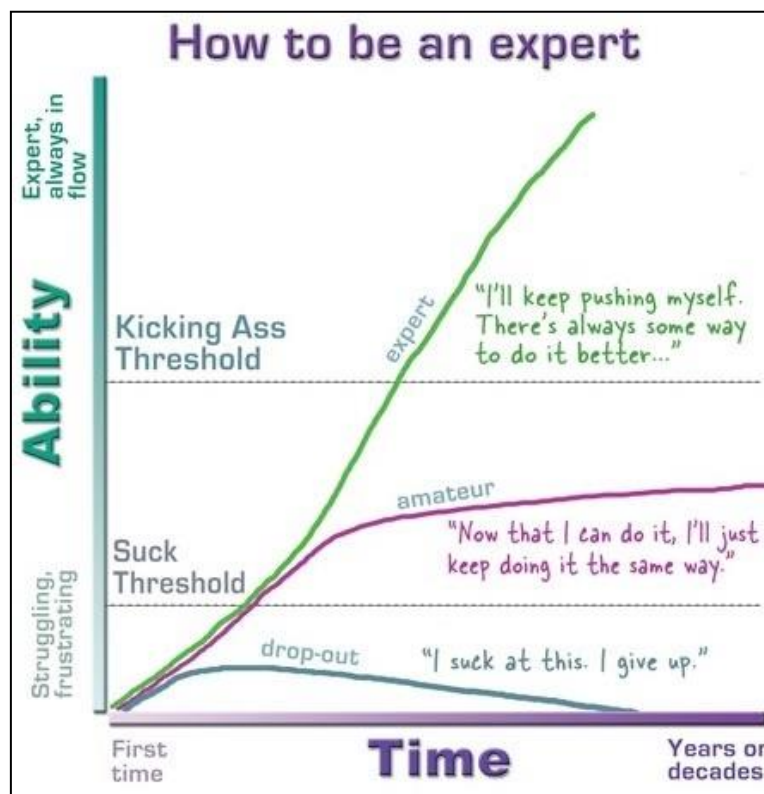 How to be an expert
Expert,
always in
flow
Ability
Struggling,
frustrating
Kicking Ass
Threshold
expert
"I'll keep pushing myself.
There's always some way
to do it better..."
amateur
"Now that I can do it, I'll just
keep doing it the same way."
Suck
Threshold
drop-out
"I suck at this. I give up."
First
time
Time
Years or
decades